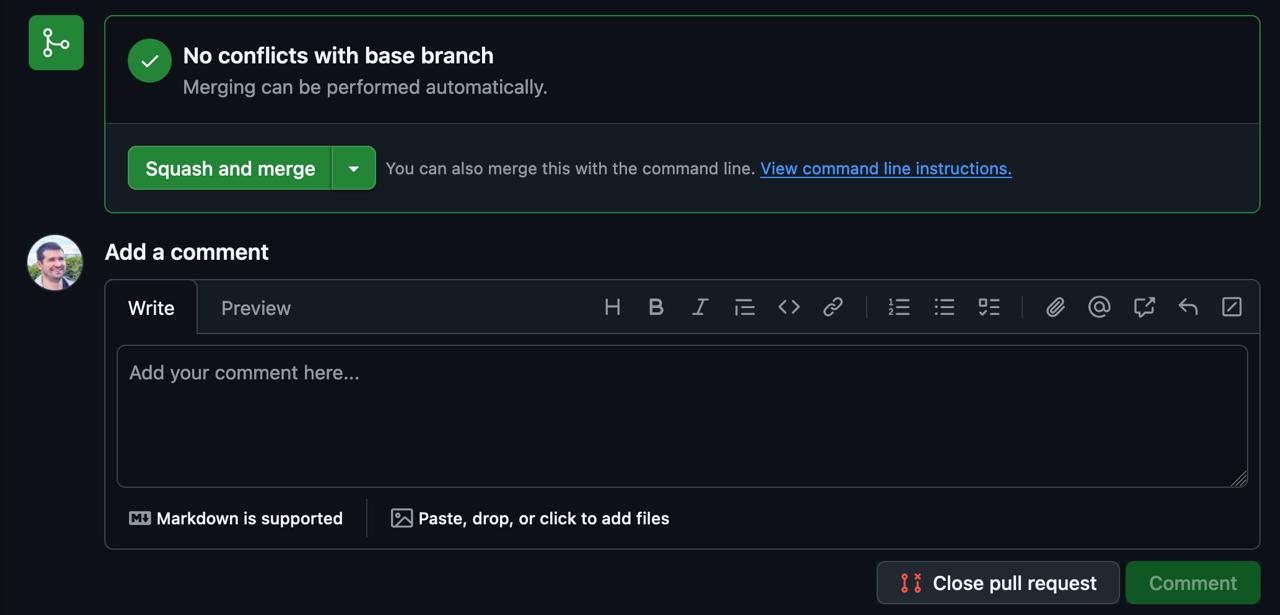 No conflicts with base branch
Merging can be performed automatically.
Squash and merge
You can also merge this with the command line. View command line instructions.
Add a comment
Write
Preview
Add your comment here...
Markdown is supported
Paste, drop, or click to add files
Close pull request
Comment